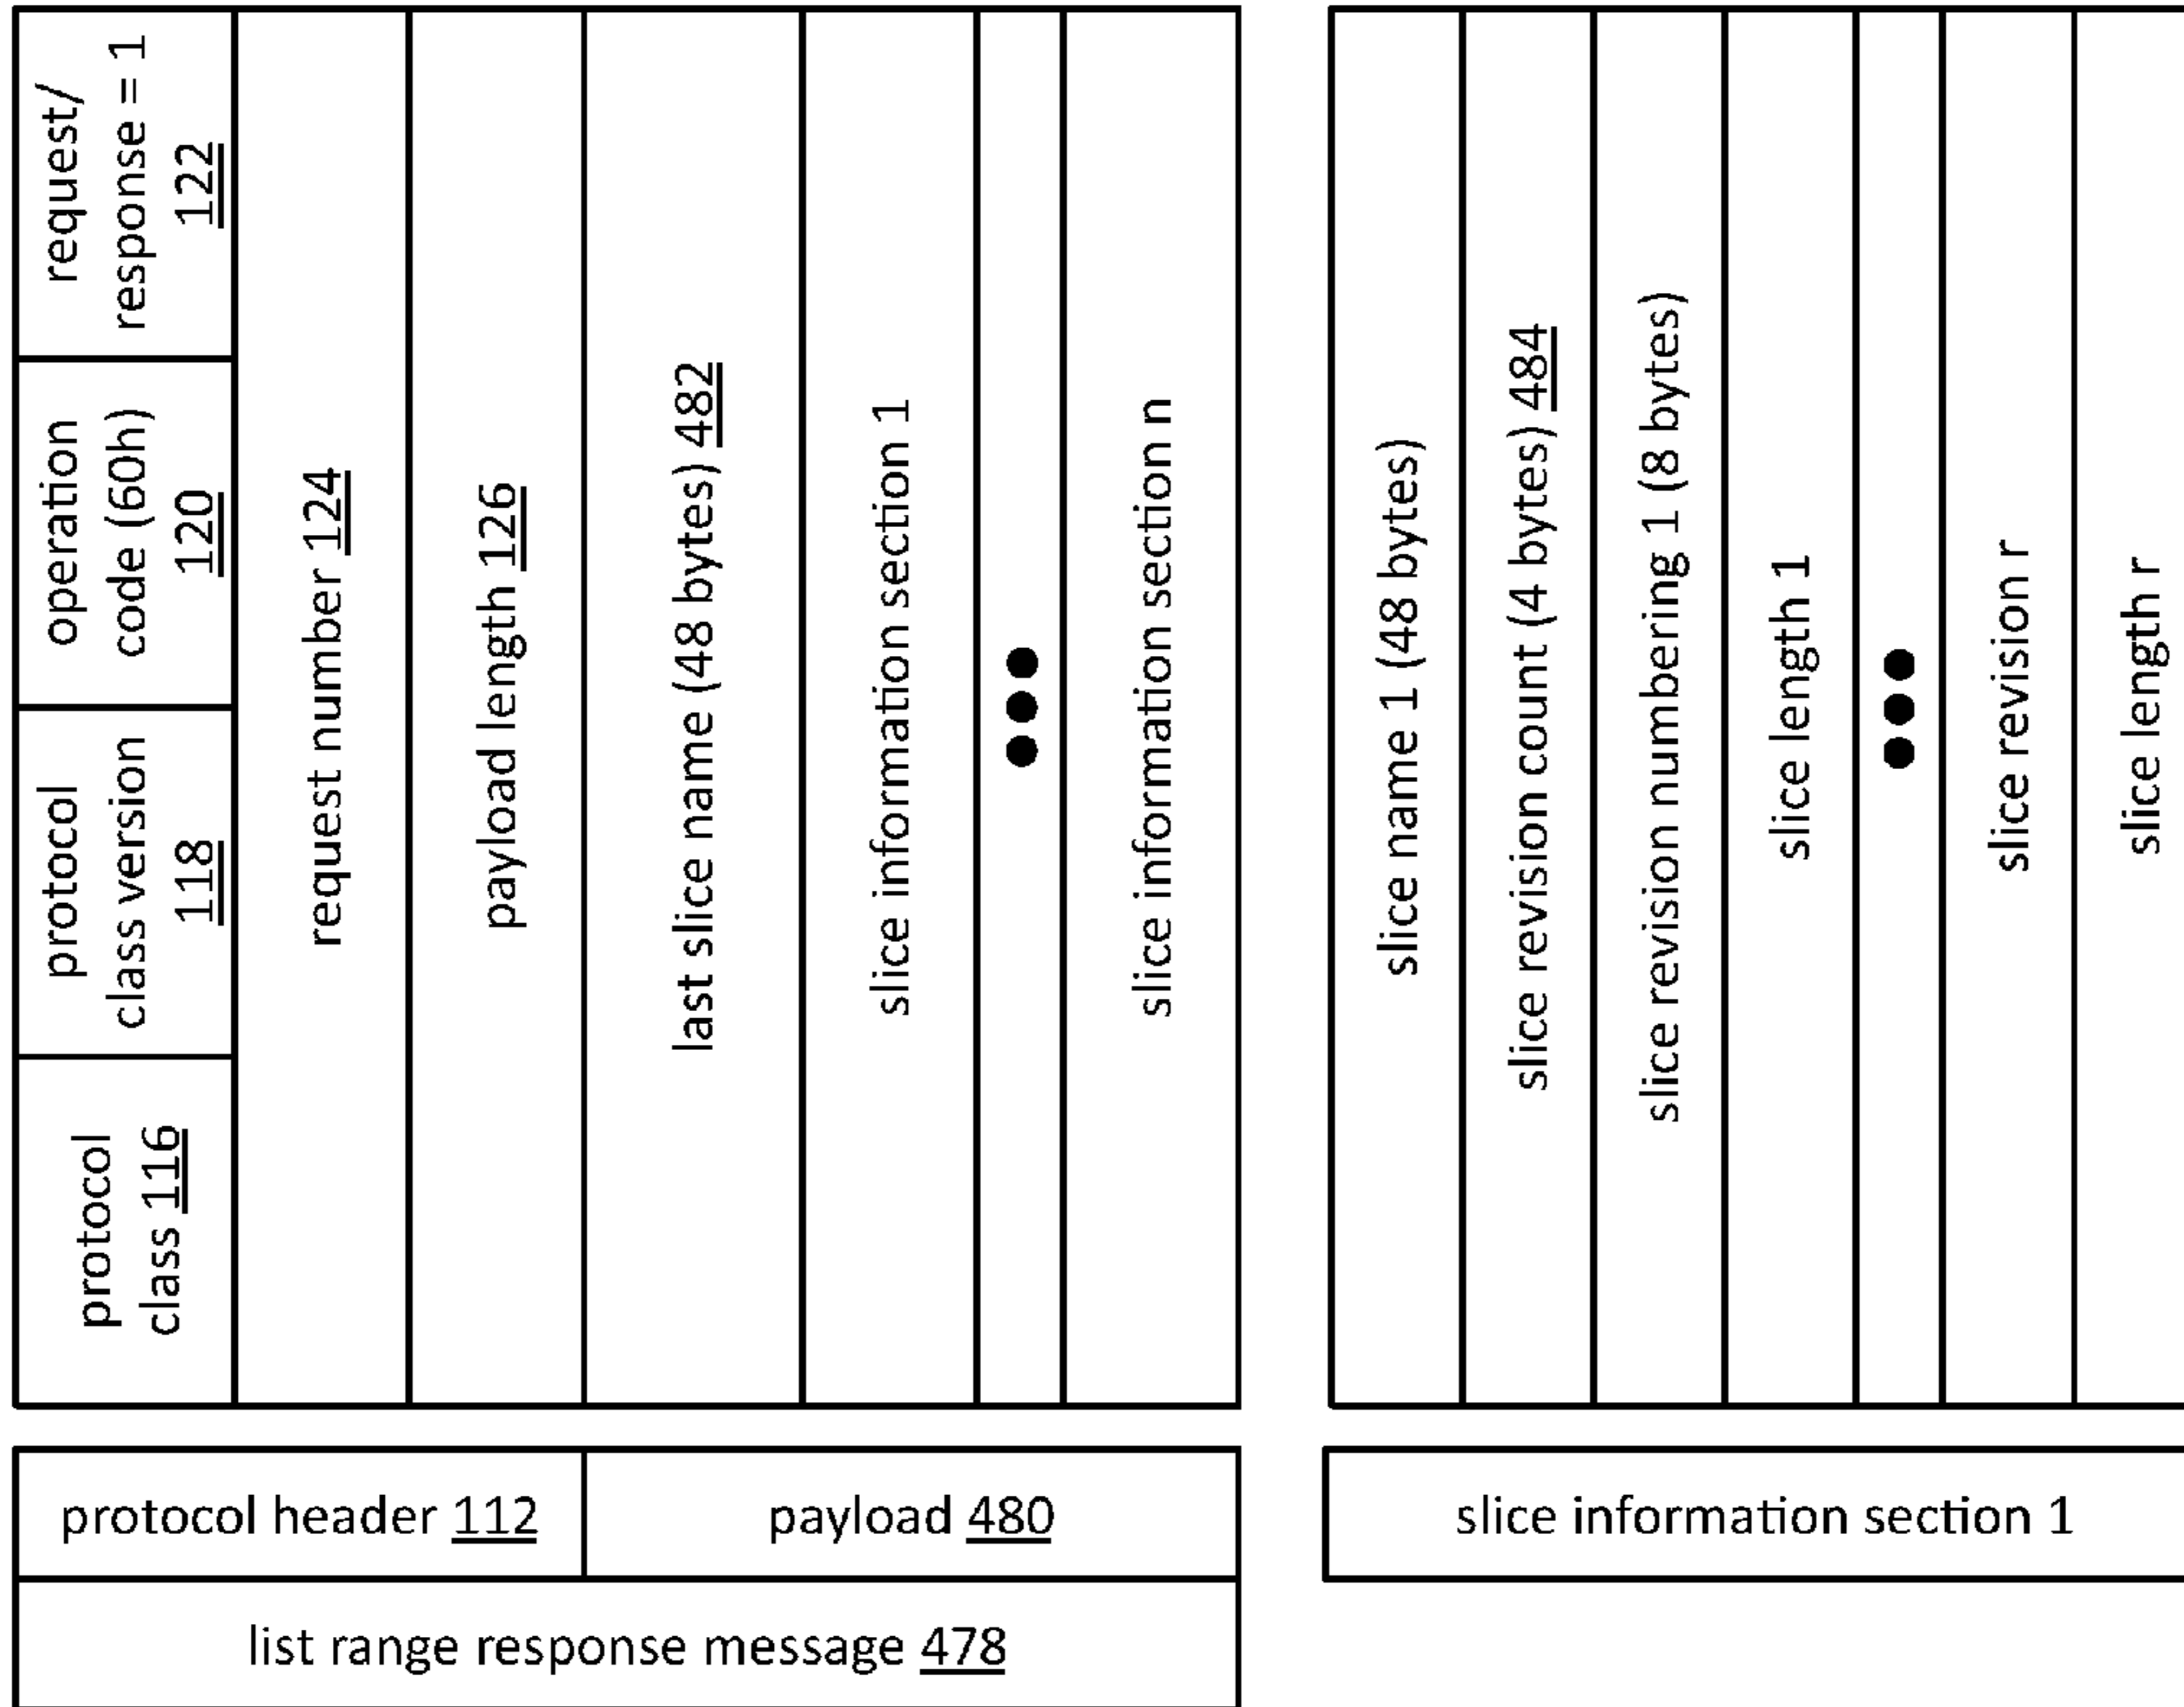 protocol
class 116
protocol
class version
118
operation
code (60h)
120
request/
response = 1
122
request number 124
payload length 126
last slice name (48 bytes) 482
slice information section 1
slice information section n
protocol header 112
payload 480
list range response message 478
slice name 1 (48 bytes)
slice revision count (4 bytes) 484
slice revision numbering 1 (8 bytes)
slice length 1
slice revision r
slice length r
slice information section 1